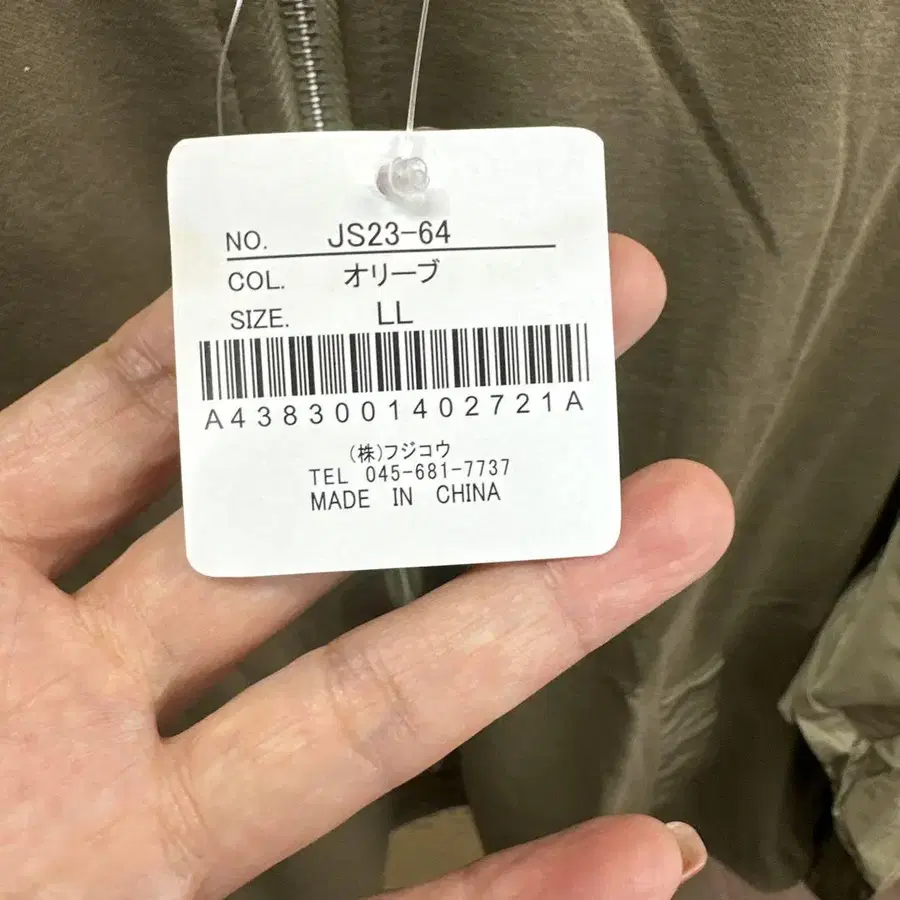 NO. JS23-64
COL. オリーブ
SIZE. LL
A4383001402721A
(株)フジコウ
TEL 045-681-7737
MADE IN CHINA